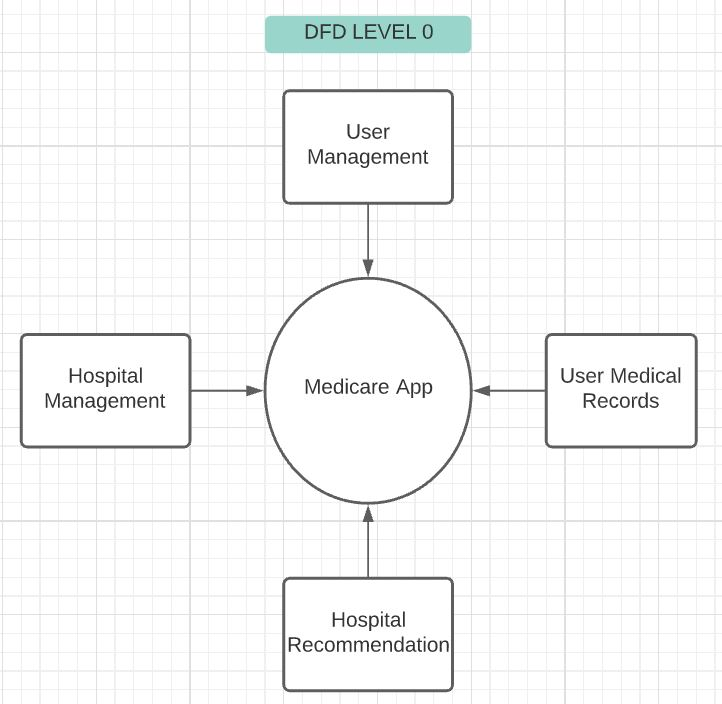 DFD LEVEL 0
User
Management
Hospital
Management
Medicare App
User Medical
Records
Hospital
Recommendation